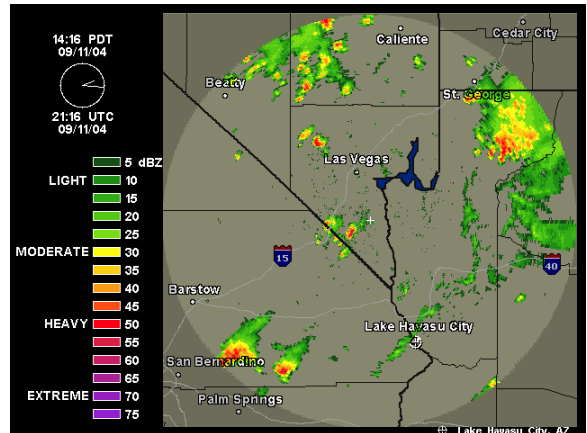 14:16 PDT
09/11/04
21:16 UTC
09/11/04
5 dBZ
LIGHT 10
15
20
25
MODERATE 30
35
40
45
HEAVY 50
55
60
65
EXTREME 70
75
Caliente
Cedar City
Beatty
St. George
Las Vegas
15
40
Barstow
Lake Havasu City
San Bernardino
Palm Springs
Lake Havasu City, AZ